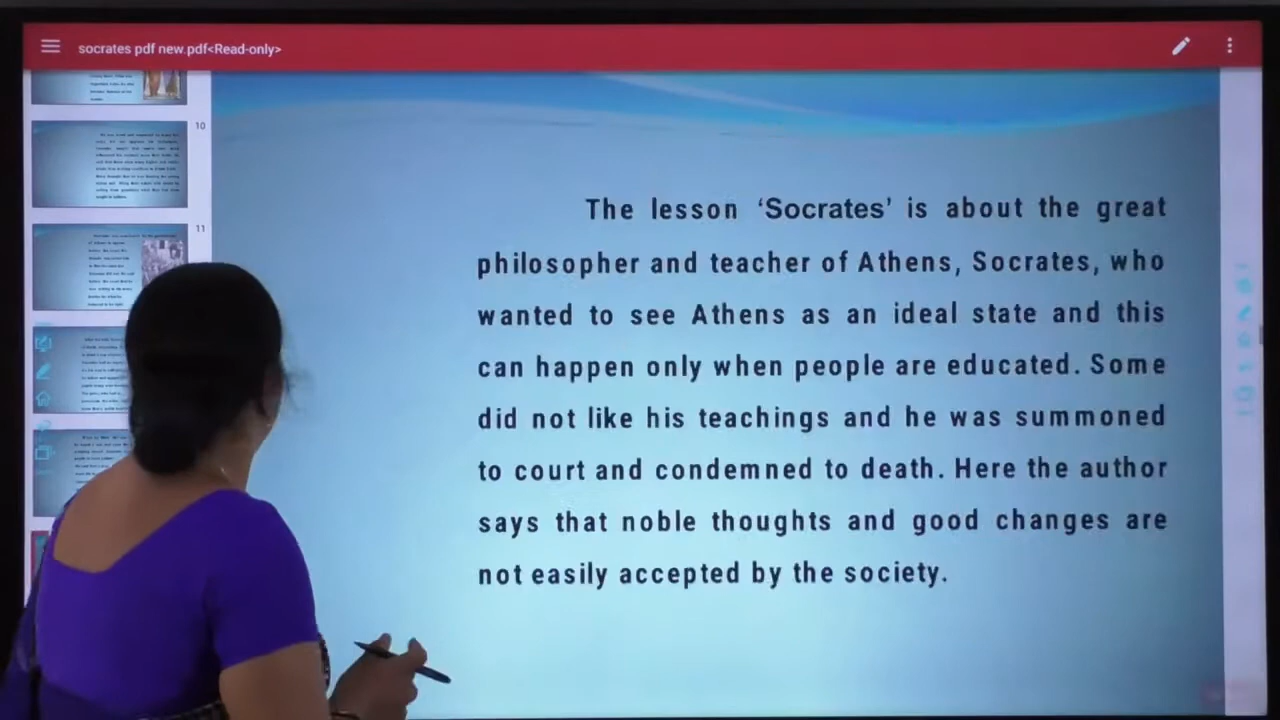 socrates pdf new.pdf<Read-only>
10
11
The lesson ‘Socrates’ is about the great
philosopher and teacher of Athens, Socrates, who
wanted to see Athens as an ideal state and this
can happen only when people are educated. Some
did not like his teachings and he was summoned
to court and condemned to death. Here the author
says that noble thoughts and good changes are
not easily accepted by the society.